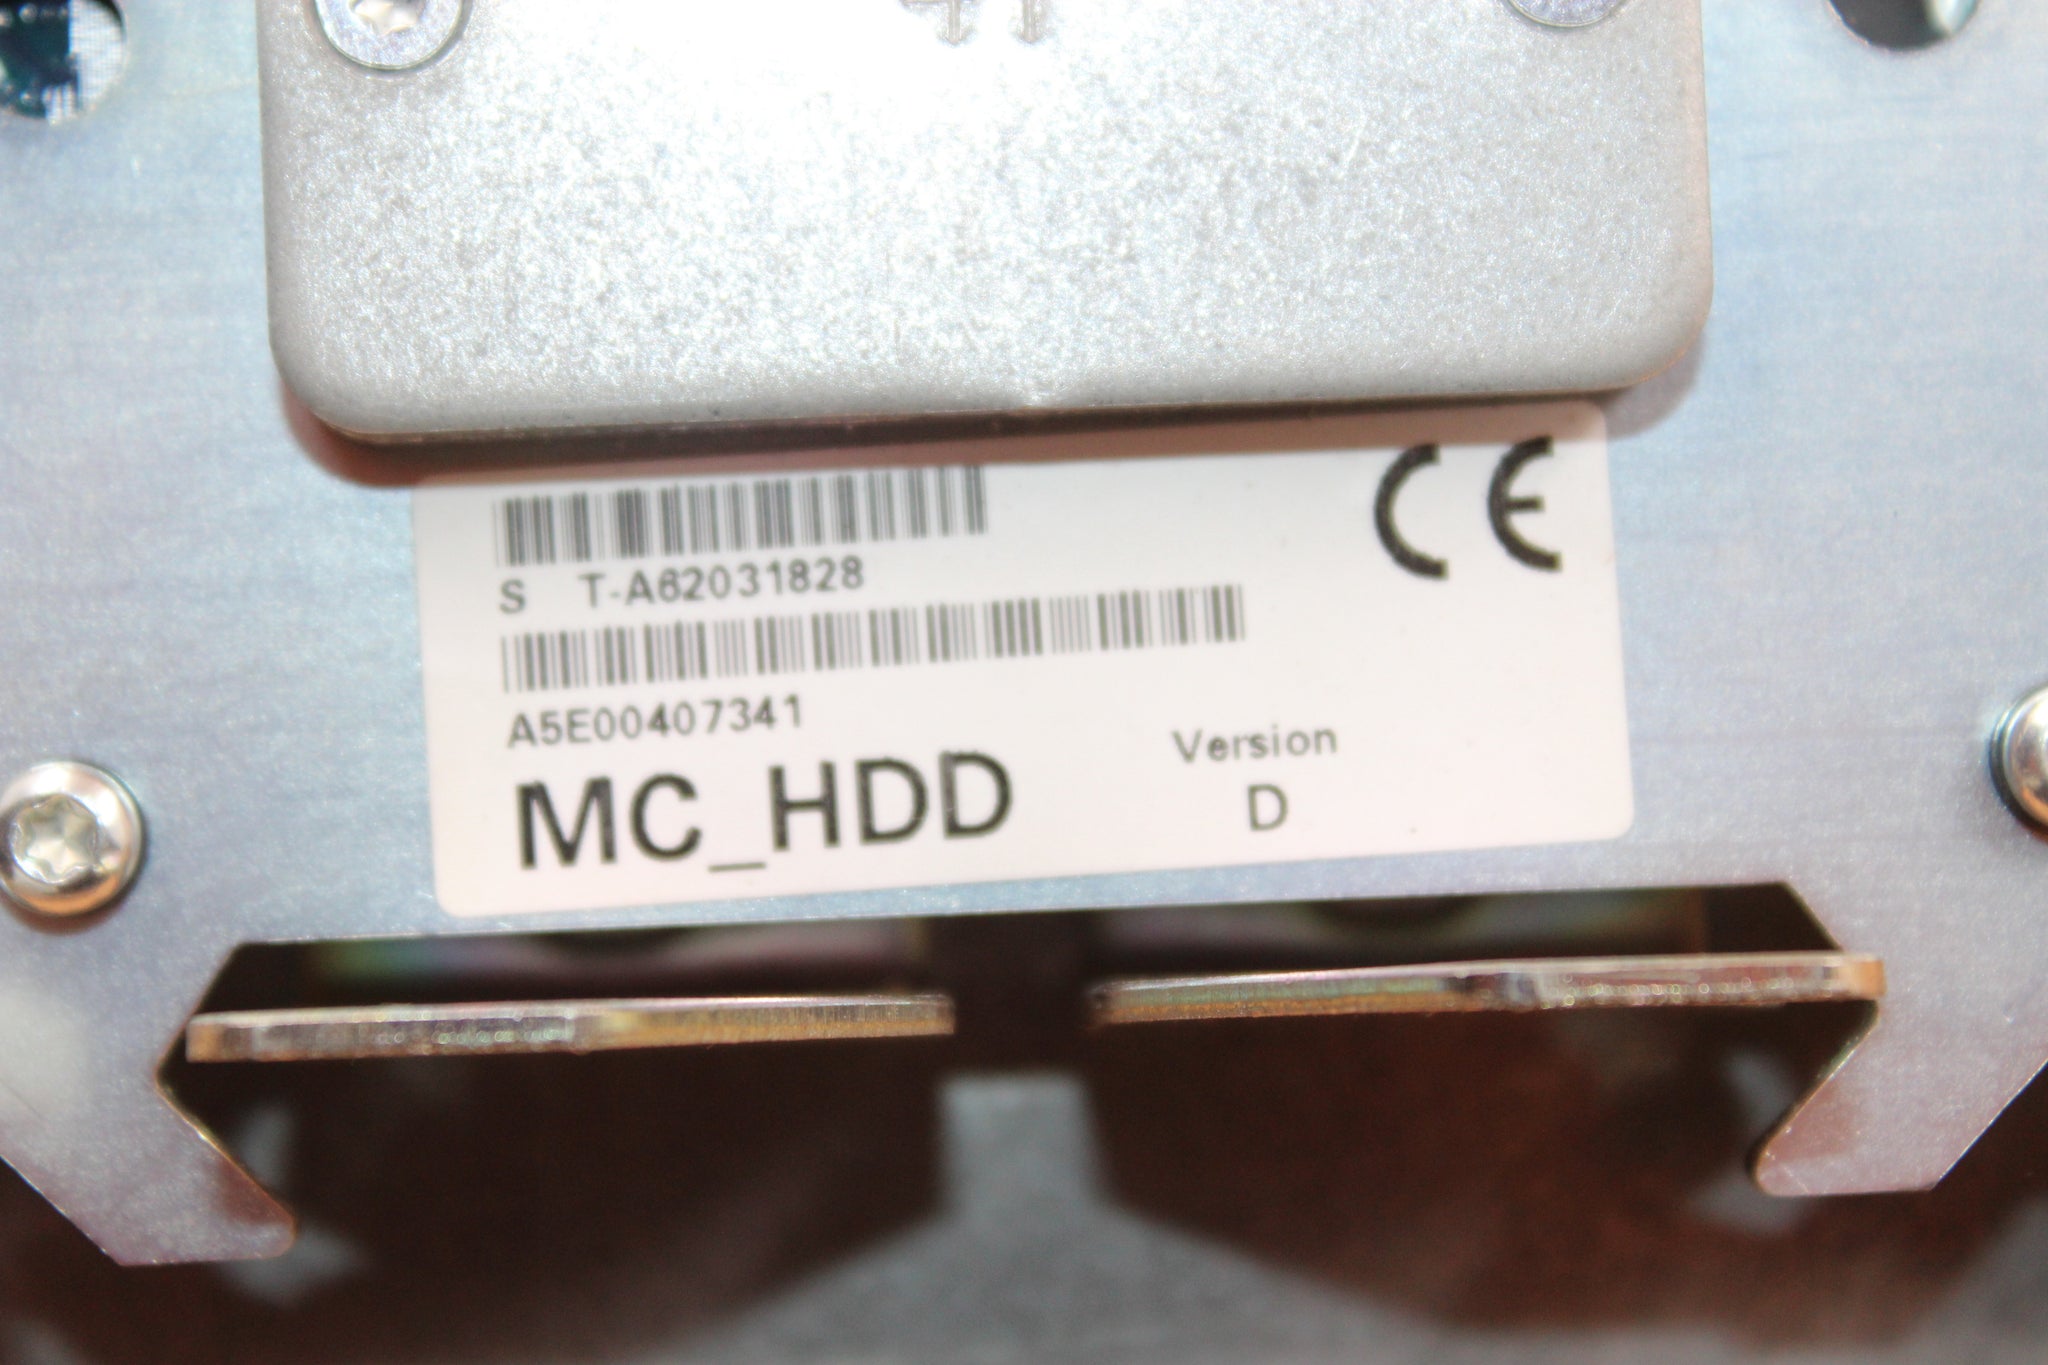 CE
S T-A62031828
A5E00407341
Version
MC_HDD
D